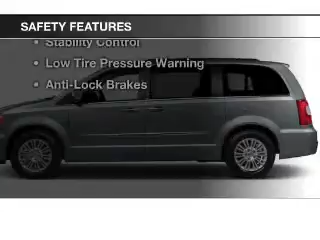 SAFETY FEATURES
• Stability Control
• Low Tire Pressure Warning
• Anti-Lock Brakes